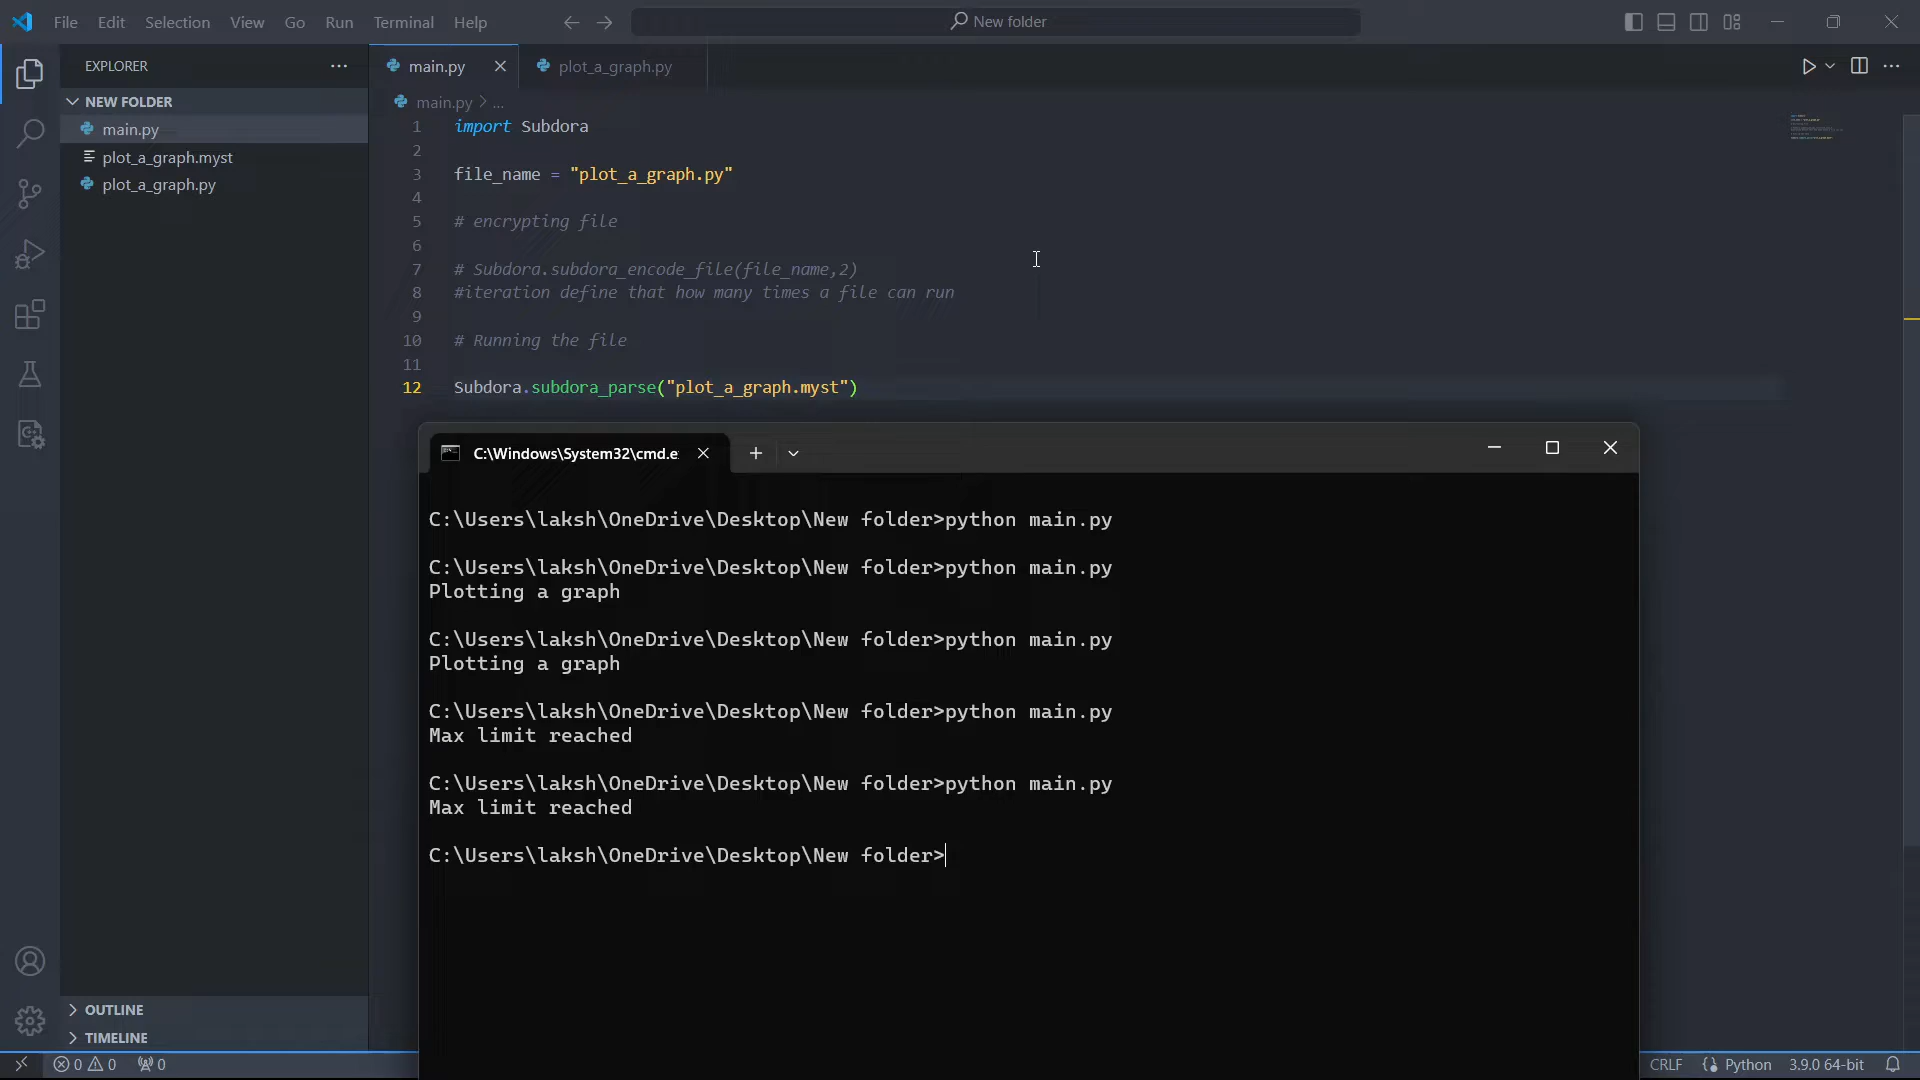 File Edit Selection View Go Run Terminal Help
New folder
EXPLORER
NEW FOLDER
main.py
plot_a_graph.myst
plot_a_graph.py
main.py
plot_a_graph.py
main.py > ...
1 import Subdora
2
3 file_name = "plot_a_graph.py"
4
5 # encrypting file
6
7 # Subdora.subdora_encode_file(file_name,2)
8 #iteration define that how many times a file can run
9
10 # Running the file
11
12 Subdora.subdora_parse("plot_a_graph.myst")
C:\Windows\System32\cmd.e
C:\Users\laksh\OneDrive\Desktop\New folder>python main.py
C:\Users\laksh\OneDrive\Desktop\New folder>python main.py
Plotting a graph
C:\Users\laksh\OneDrive\Desktop\New folder>python main.py
Plotting a graph
C:\Users\laksh\OneDrive\Desktop\New folder>python main.py
Max limit reached
C:\Users\laksh\OneDrive\Desktop\New folder>python main.py
Max limit reached
C:\Users\laksh\OneDrive\Desktop\New folder>
OUTLINE
TIMELINE
0 0 0
CRLF Python 3.9.0 64-bit